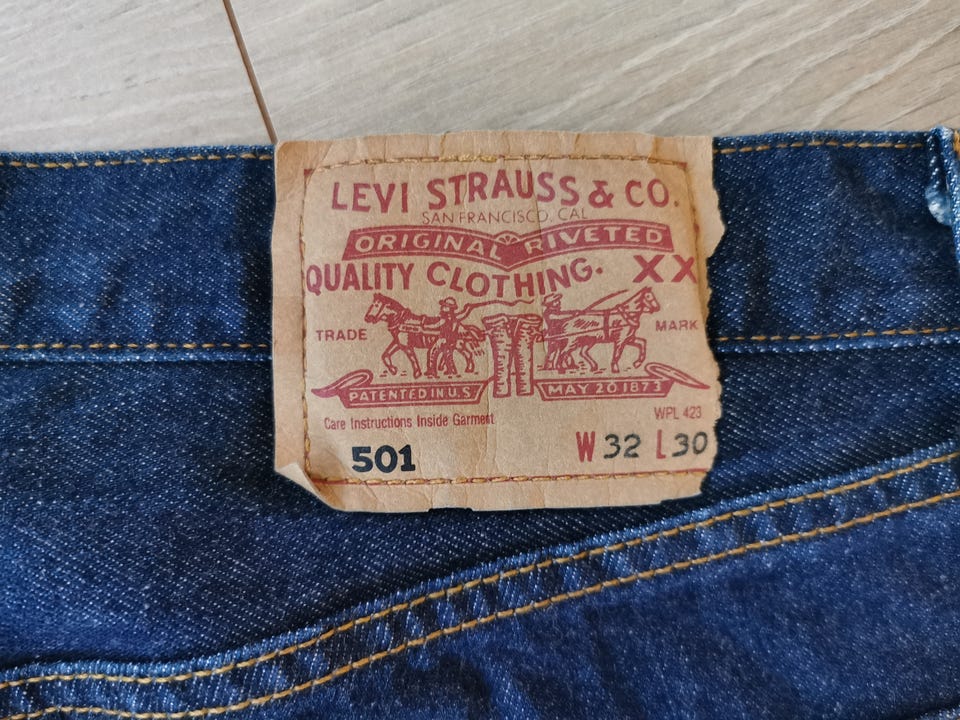 LEVI STRAUSS & CO.
SAN FRANCISCO, CAL
ORIGINAL RIVETED
QUALITY CLOTHING. XX
TRADE MARK
PATENTED IN U.S MAY 20 1873
Care Instructions Inside Garment WPL 423
501 W 32 L 30